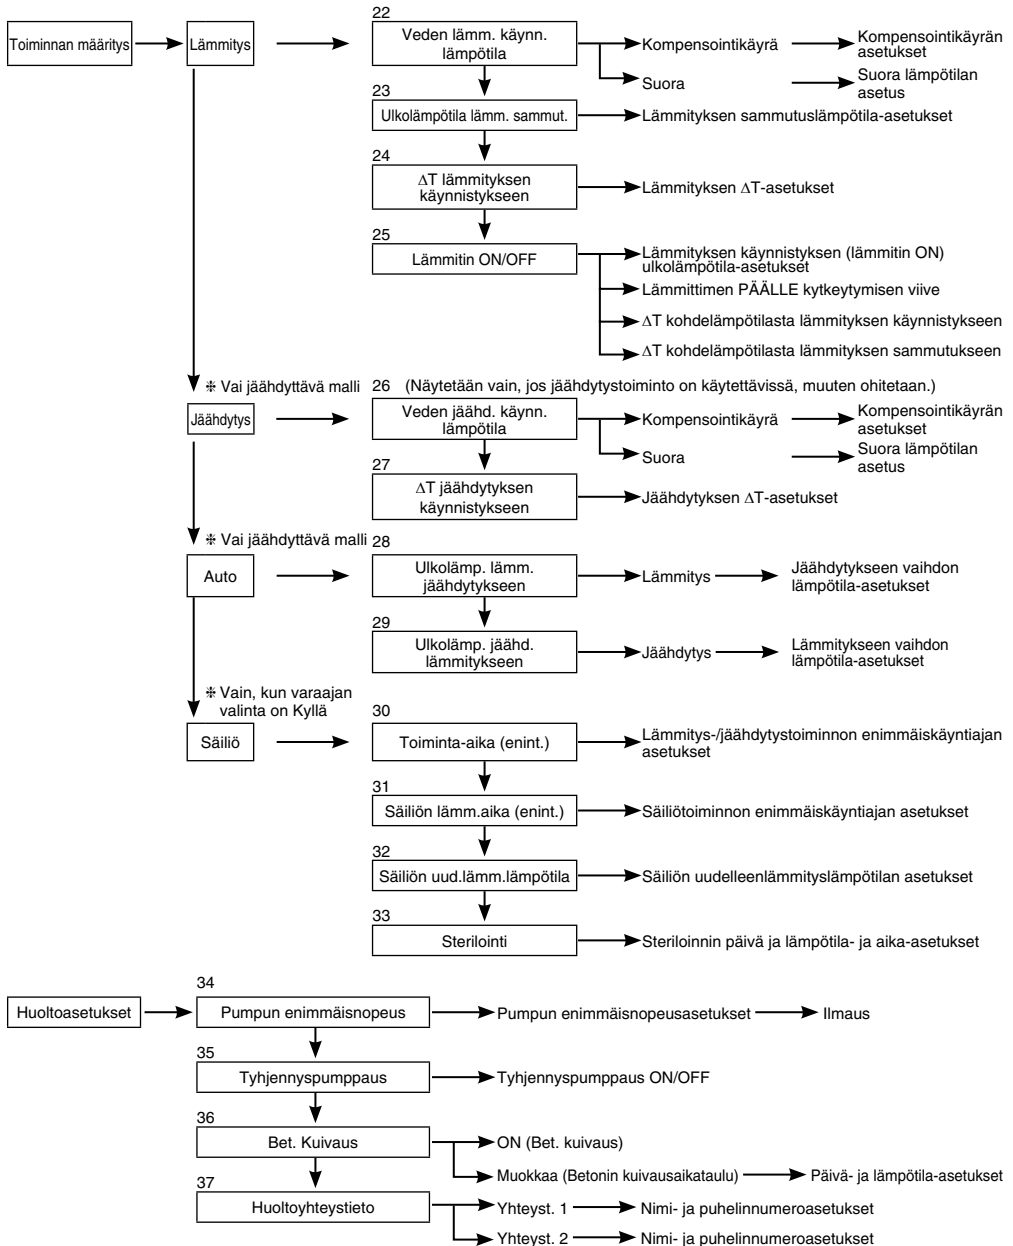 22
Toiminnan määritys
Lämmitys
Veden lämm. käynn.
lämpötila
Kompensointikäyrä
Kompensointikäyrän
asetukset
Suora
Suora lämpötilan
asetus
23
Ulkolämpötila lämm. sammut.
Lämmityksen sammutuslämpötila-asetukset
24
ΔT lämmityksen
käynnistykseen
Lämmityksen ΔT-asetukset
25
Lämmitin ON/OFF
Lämmityksen käynnistyksen (lämmitin ON)
ulkolämpötila-asetukset
Lämmittimen PÄÄLLE kytkeytymisen viive
ΔT kohdelämpötilasta lämmityksen käynnistykseen
ΔT kohdelämpötilasta lämmityksen sammutukseen
⁜ Vai jäähdyttävä malli
26 (Näytetään vain, jos jäähdytystoiminto on käytettävissä, muuten ohitetaan.)
Jäähdytys
Veden jäähd. käynn.
lämpötila
Kompensointikäyrä
Kompensointikäyrän
asetukset
Suora
Suora lämpötilan
asetus
27
ΔT jäähdytyksen
käynnistykseen
Jäähdytyksen ΔT-asetukset
⁜ Vai jäähdyttävä malli
28
Auto
Ulkolämp. lämm.
jäähdytykseen
Lämmitys
Jäähdytykseen vaihdon
lämpötila-asetukset
29
Ulkolämp. jäähd.
lämmitykseen
Jäähdytys
Lämmitykseen vaihdon
lämpötila-asetukset
⁜ Vain, kun varaajan
valinta on Kyllä
30
Säiliö
Toiminta-aika (enint.)
Lämmitys-/jäähdytystoiminnon enimmäiskäyntiajan
asetukset
31
Säiliön lämm.aika (enint.)
Säiliötoiminnon enimmäiskäyntiajan asetukset
32
Säiliön uud.lämm.lämpötila
Säiliön uudelleenlämmityslämpötilan asetukset
33
Sterilointi
Steriloinnin päivä ja lämpötila- ja aika-asetukset
34
Huoltoasetukset
Pumpun enimmäisnopeus
Pumpun enimmäisnopeusasetukset
Ilmaus
35
Tyhjennyspumppaus
Tyhjennyspumppaus ON/OFF
36
Bet. Kuivaus
ON (Bet. kuivaus)
Muokkaa (Betonin kuivausaikataulu)
Päivä- ja lämpötila-asetukset
37
Huoltoyhteystieto
Yhteyst. 1
Nimi- ja puhelinnumeroasetukset
Yhteyst. 2
Nimi- ja puhelinnumeroasetukset